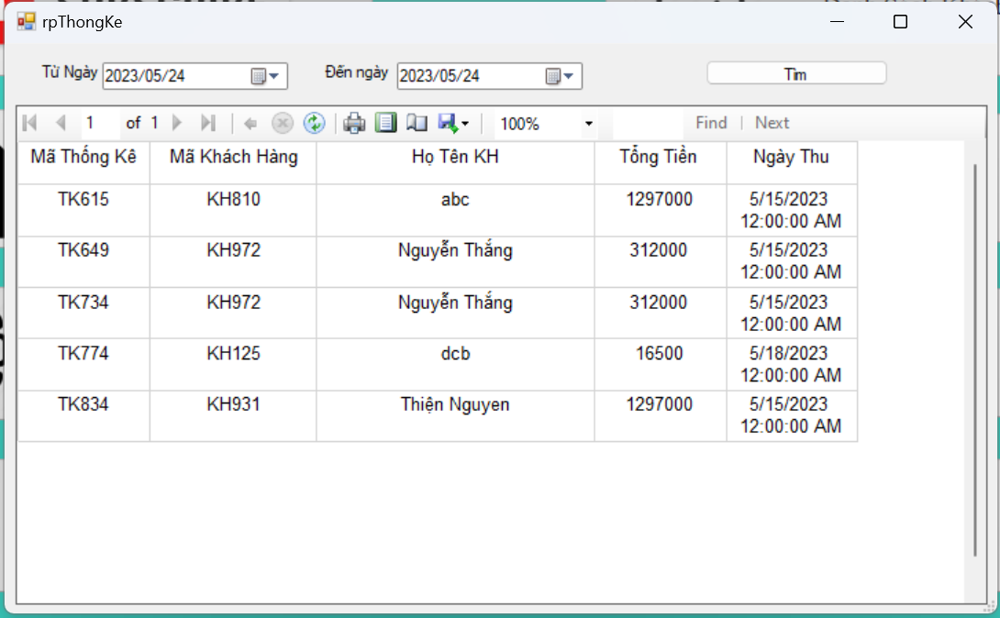 rpThongKe
Từ Ngày 2023/05/24 Đến ngày 2023/05/24 Tìm
1 of 1 100% Find | Next
Mã Thống Kê Mã Khách Hàng Họ Tên KH Tổng Tiền Ngày Thu
TK615 KH810 abc 1297000 5/15/2023
12:00:00 AM
TK649 KH972 Nguyễn Thắng 312000 5/15/2023
12:00:00 AM
TK734 KH972 Nguyễn Thắng 312000 5/15/2023
12:00:00 AM
TK774 KH125 dcb 16500 5/18/2023
12:00:00 AM
TK834 KH931 Thiện Nguyen 1297000 5/15/2023
12:00:00 AM